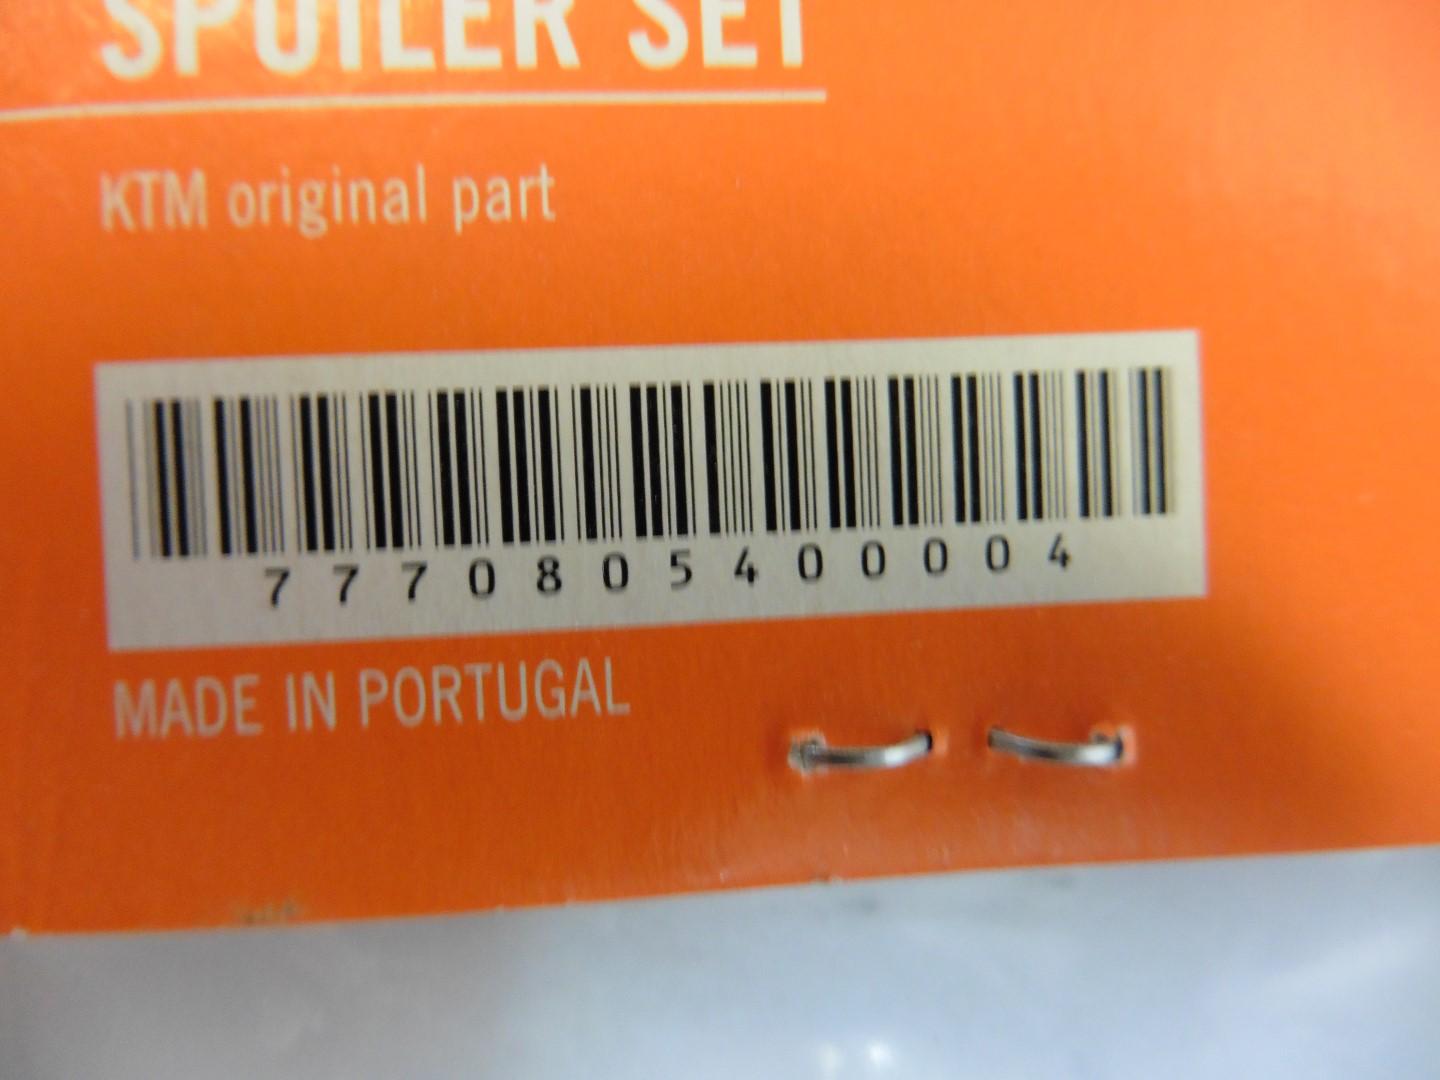 SPOILER SET
KTM original part
7770805400004
MADE IN PORTUGAL